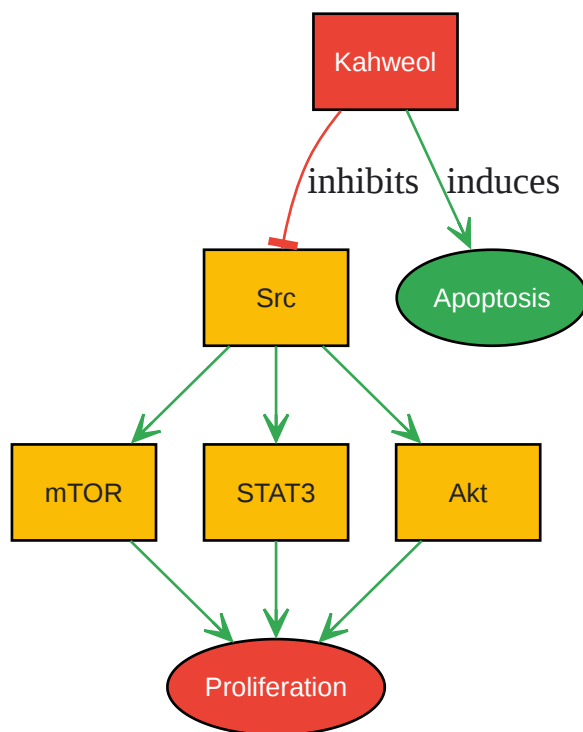 Kahweol
inhibits
induces
Src
Apoptosis
mTOR
STAT3
Akt
Proliferation